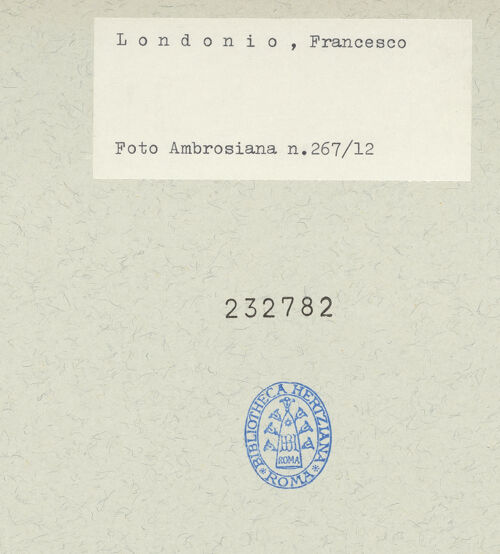 L o n d o n i o , Francesco
Foto Ambrosiana n.267/12
232782
BIBLIOTHECA HERTZIANA
ROMA
* ROMA *